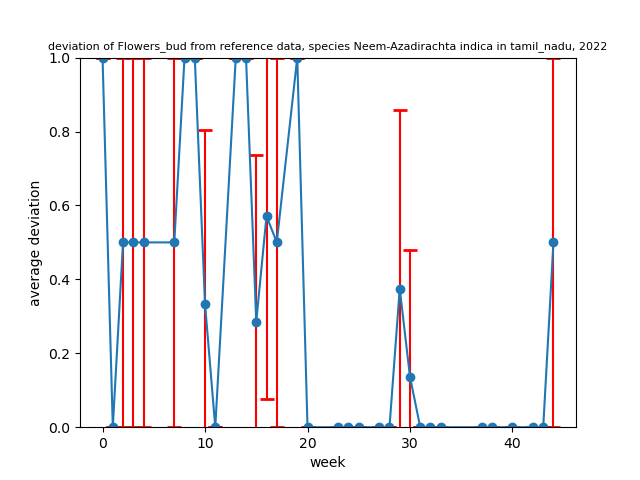 deviation of Flowers_bud from reference data, species Neem-Azadirachta indica in tamil_nadu, 2022
1.0
0.8
0.6
0.4
0.2
0.0
average deviation
0 10 20 30 40
week